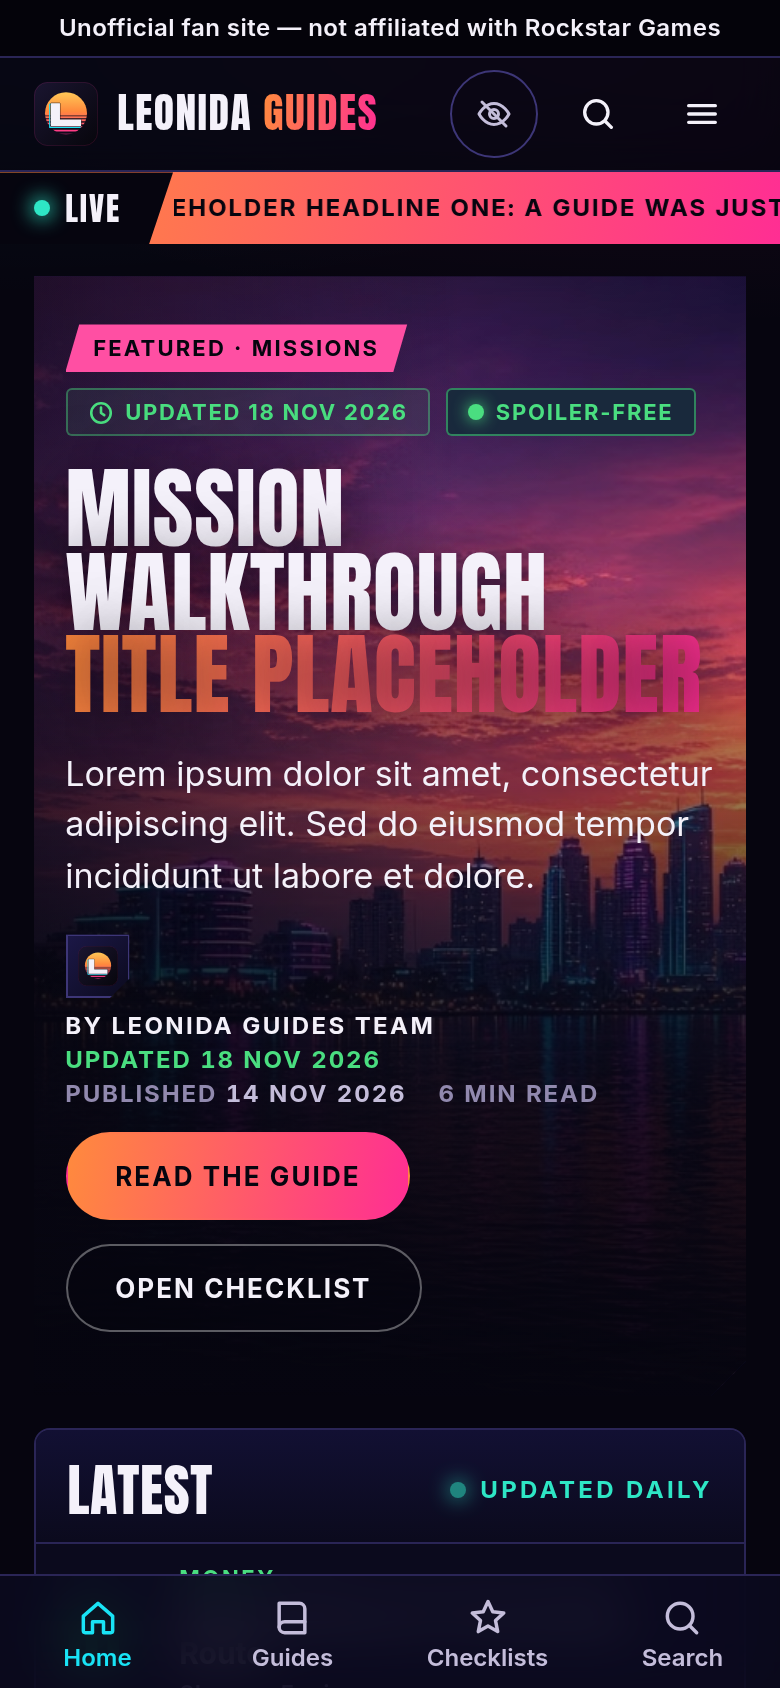 Unofficial fan site — not affiliated with Rockstar Games
LEONIDA GUIDES
LIVE
EHOLDER HEADLINE ONE: A GUIDE WAS JUST
FEATURED · MISSIONS
UPDATED 18 NOV 2026
SPOILER-FREE
MISSION
WALKTHROUGH
TITLE PLACEHOLDER
Lorem ipsum dolor sit amet, consectetur
adipiscing elit. Sed do eiusmod tempor
incididunt ut labore et dolore.
BY LEONIDA GUIDES TEAM
UPDATED 18 NOV 2026
PUBLISHED 14 NOV 2026 6 MIN READ
READ THE GUIDE
OPEN CHECKLIST
LATEST
UPDATED DAILY
MONEY
Home
Guides
Checklists
Search